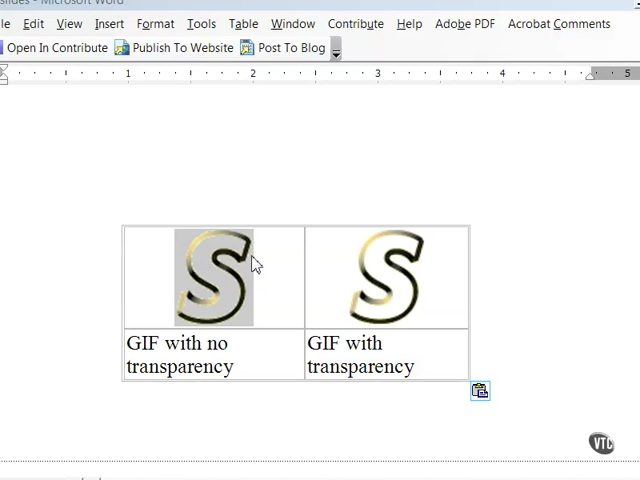 slides - Microsoft Word
le Edit View Insert Format Tools Table Window Contribute Help Adobe PDF Acrobat Comments
Open In Contribute Publish To Website Post To Blog
1 2 3 4 5
S S
GIF with no
transparency
GIF with
transparency
VTC